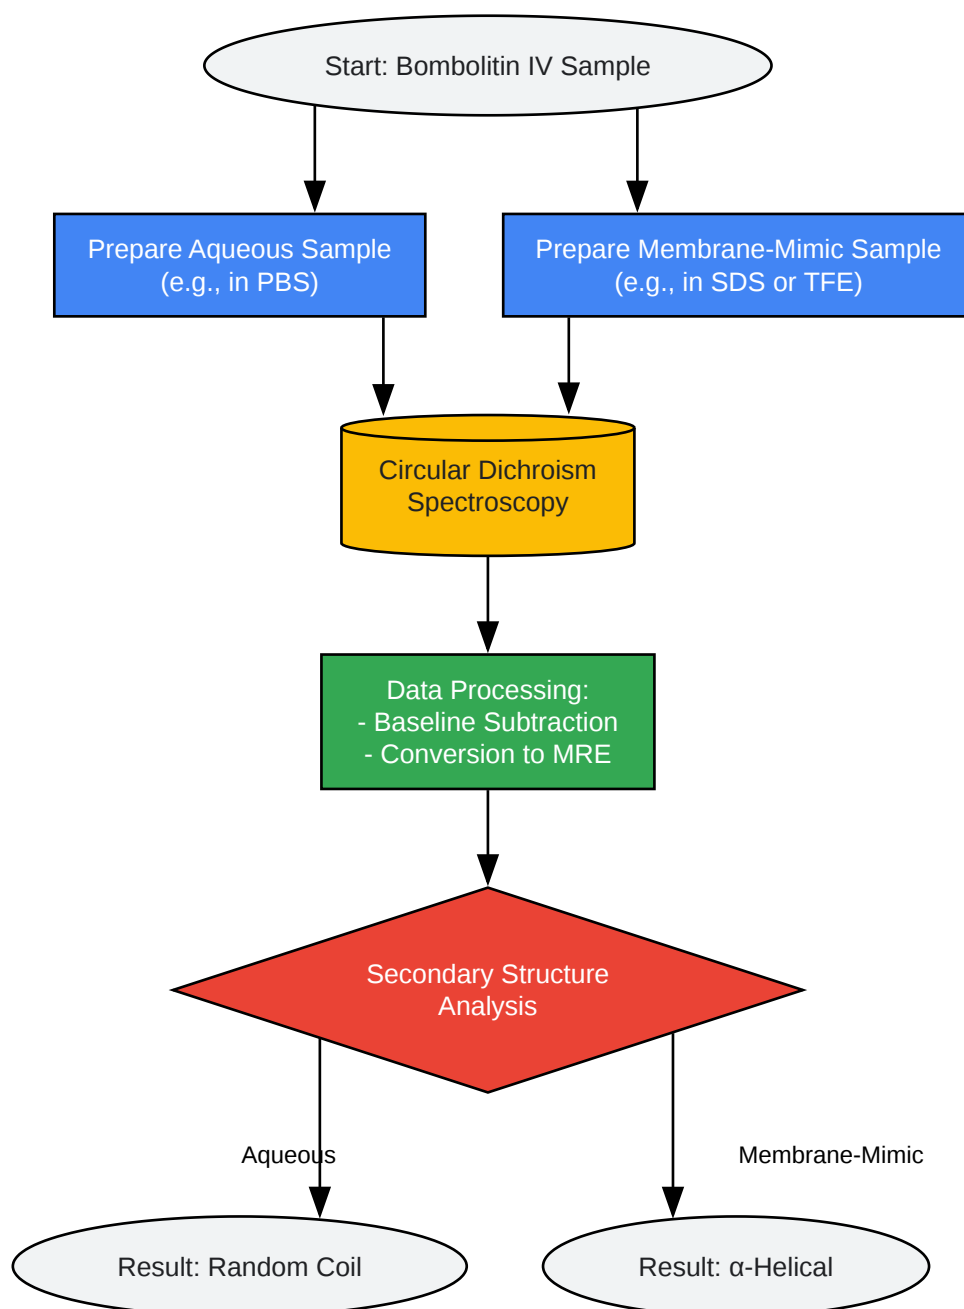 Start: Bombolitin IV Sample
Prepare Aqueous Sample
(e.g., in PBS)
Prepare Membrane-Mimic Sample
(e.g., in SDS or TFE)
Circular Dichroism
Spectroscopy
Data Processing:
- Baseline Subtraction
- Conversion to MRE
Secondary Structure
Analysis
Aqueous
Membrane-Mimic
Result: Random Coil
Result: α-Helical